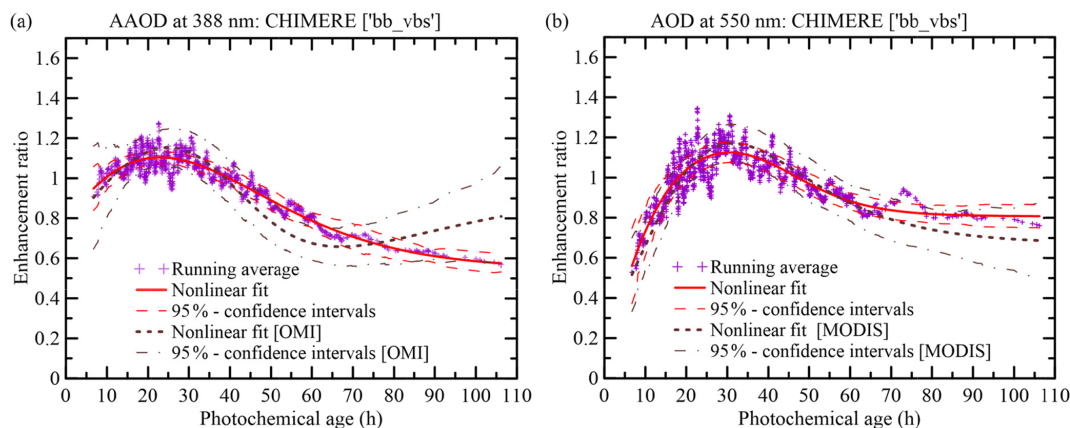 (a) AAOD at 388 nm: CHIMERE ['bb_vbs']
1.6
1.4
1.2
1
0.8
0.6
0.4
0.2
0
Enhancement ratio
Running average
Nonlinear fit
95% - confidence intervals
Nonlinear fit [OMI]
95% - confidence intervals [OMI]
0 10 20 30 40 50 60 70 80 90 100 110
Photochemical age (h)
(b) AOD at 550 nm: CHIMERE ['bb_vbs']
1.6
1.4
1.2
1
0.8
0.6
0.4
0.2
0
Enhancement ratio
Running average
Nonlinear fit
95% - confidence intervals
Nonlinear fit [MODIS]
95% - confidence intervals [MODIS]
0 10 20 30 40 50 60 70 80 90 100 110
Photochemical age (h)